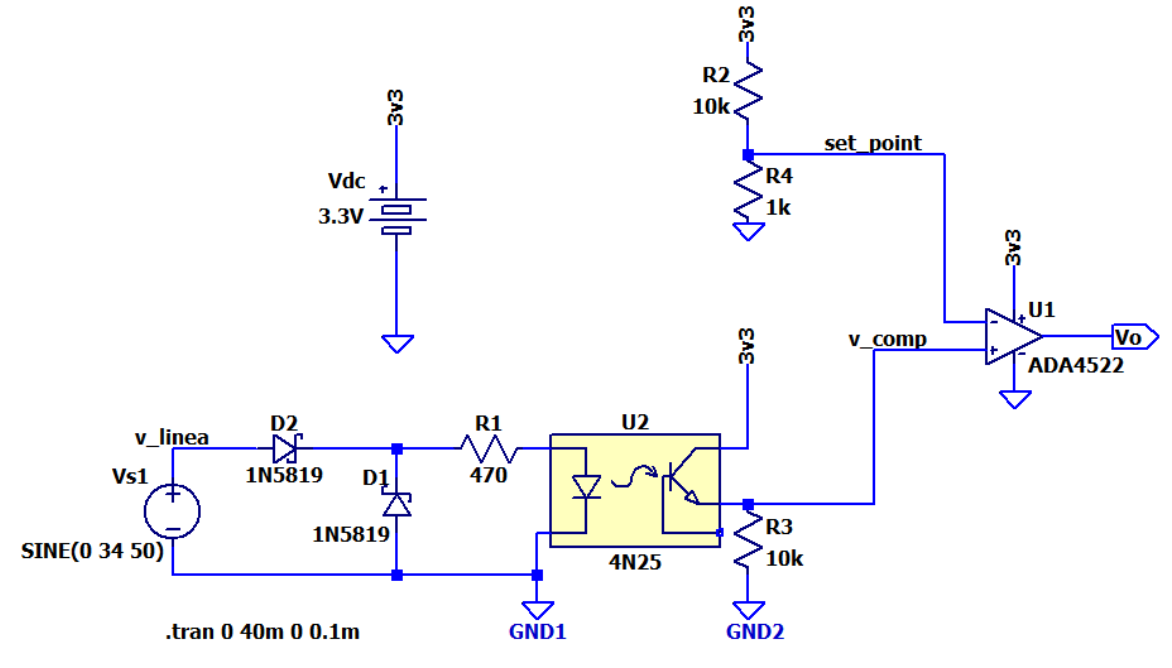 3v3
R2
10k
3v3
set_point
Vdc
3.3V
R4
1k
3v3
U1
Vo
ADA4522
3v3
v_comp
v_linea
D2
R1
U2
1N5819
470
Vs1
D1
SINE(0 34 50)
1N5819
4N25
R3
10k
.tran 0 40m 0 0.1m
GND1
GND2